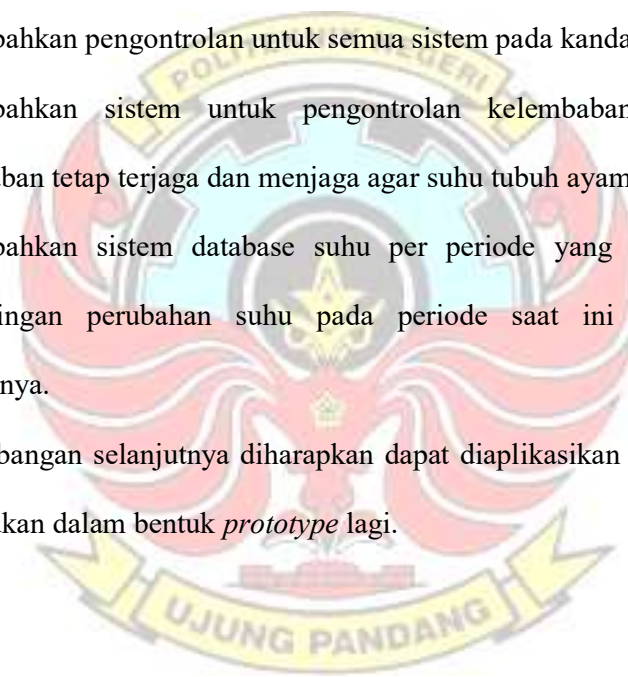 bahkan pengontrolan untuk semua sistem pada kanda
bahkan sistem untuk pengontrolan kelembaban
ban tetap terjaga dan menjaga agar suhu tubuh ayam
bahkan sistem database suhu per periode yang
ingan perubahan suhu pada periode saat ini
nya.
bangan selanjutnya diharapkan dapat diaplikasikan
kan dalam bentuk prototype lagi.
POLITEKNIK NEGERI
UJUNG PANDANG